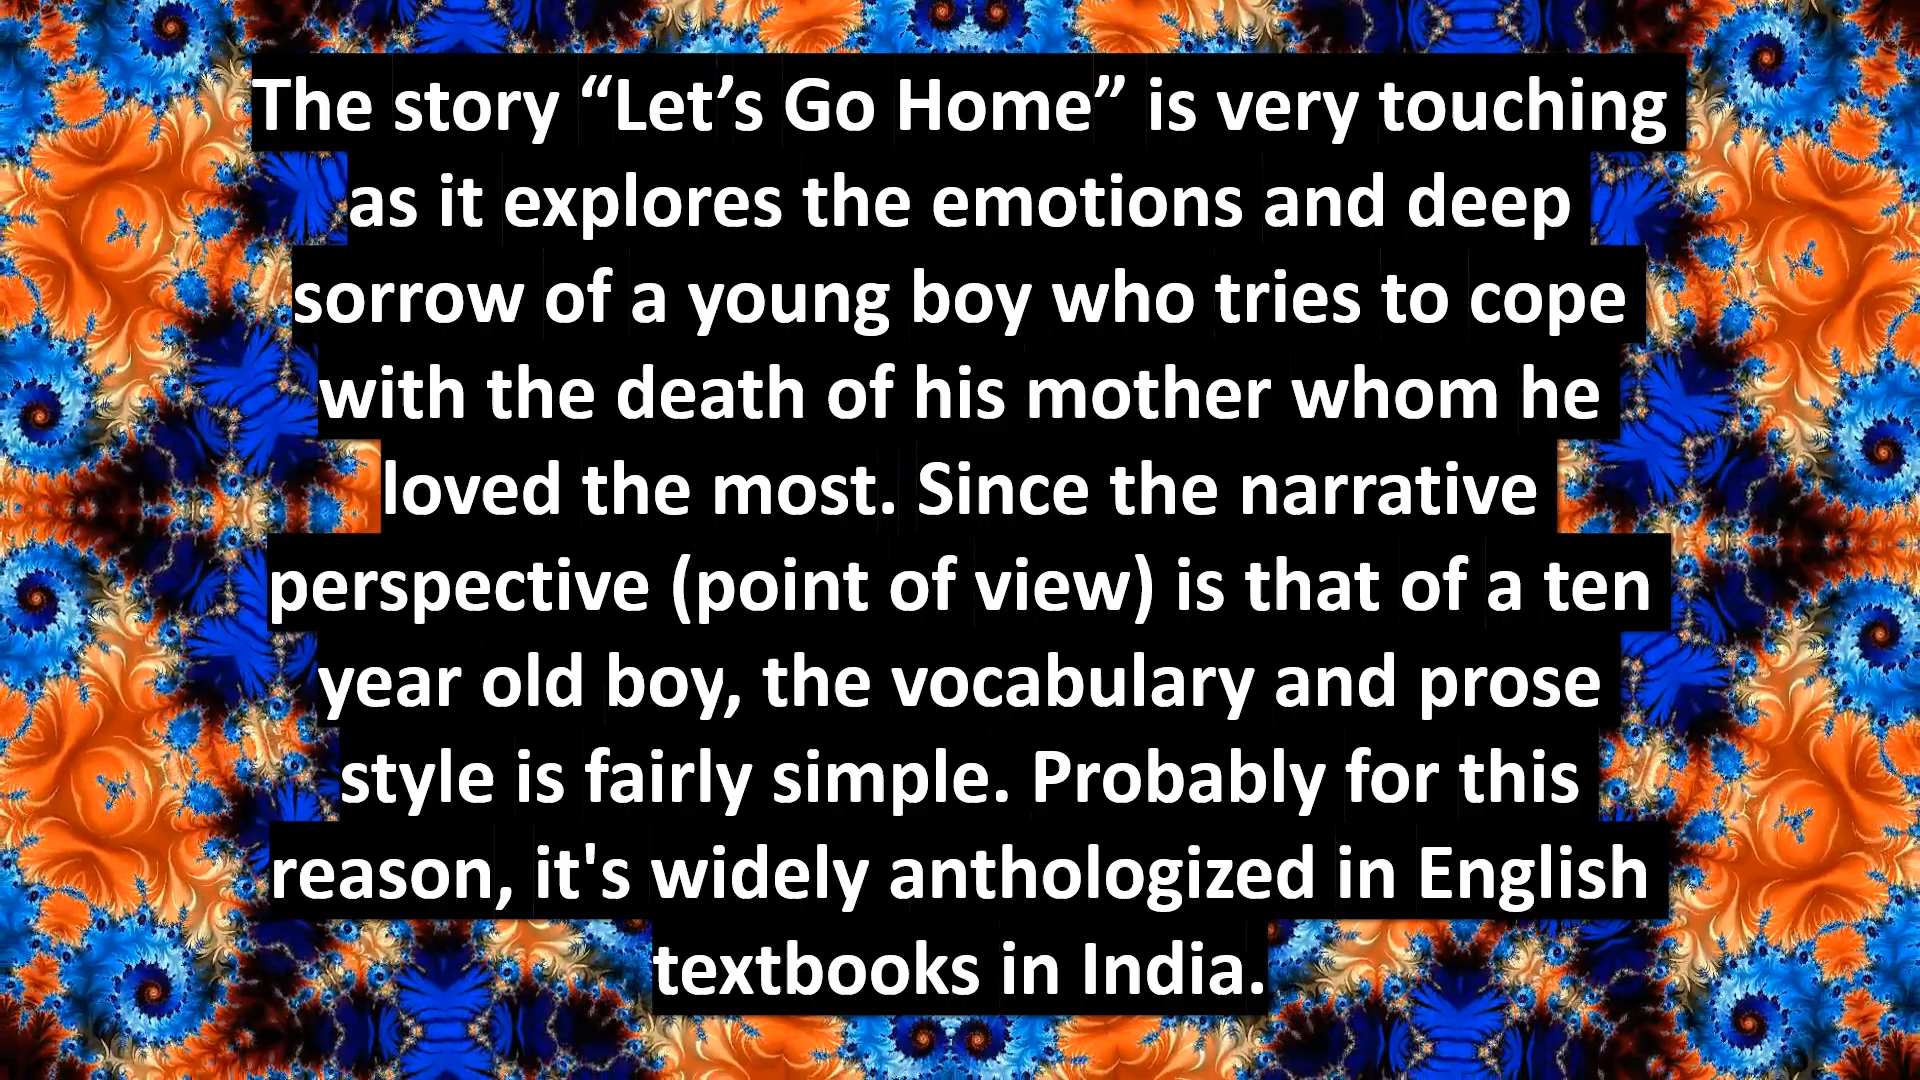 The story “Let’s Go Home” is very touching
as it explores the emotions and deep
sorrow of a young boy who tries to cope
with the death of his mother whom he
loved the most. Since the narrative
perspective (point of view) is that of a ten
year old boy, the vocabulary and prose
style is fairly simple. Probably for this
reason, it's widely anthologized in English
textbooks in India.